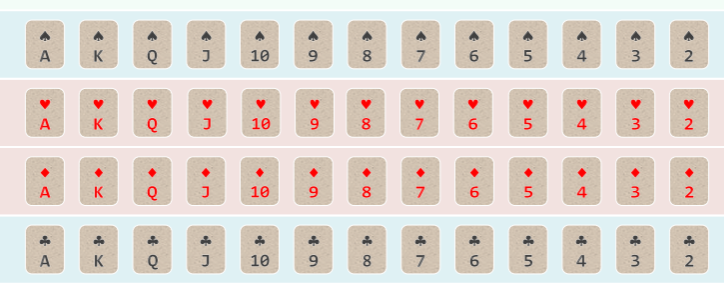 ♠ ♠ ♠ ♠ ♠ ♠ ♠ ♠ ♠ ♠ ♠ ♠ ♠
A K Q J 10 9 8 7 6 5 4 3 2
♥ ♥ ♥ ♥ ♥ ♥ ♥ ♥ ♥ ♥ ♥ ♥ ♥
A K Q J 10 9 8 7 6 5 4 3 2
♦ ♦ ♦ ♦ ♦ ♦ ♦ ♦ ♦ ♦ ♦ ♦ ♦
A K Q J 10 9 8 7 6 5 4 3 2
♣ ♣ ♣ ♣ ♣ ♣ ♣ ♣ ♣ ♣ ♣ ♣ ♣
A K Q J 10 9 8 7 6 5 4 3 2